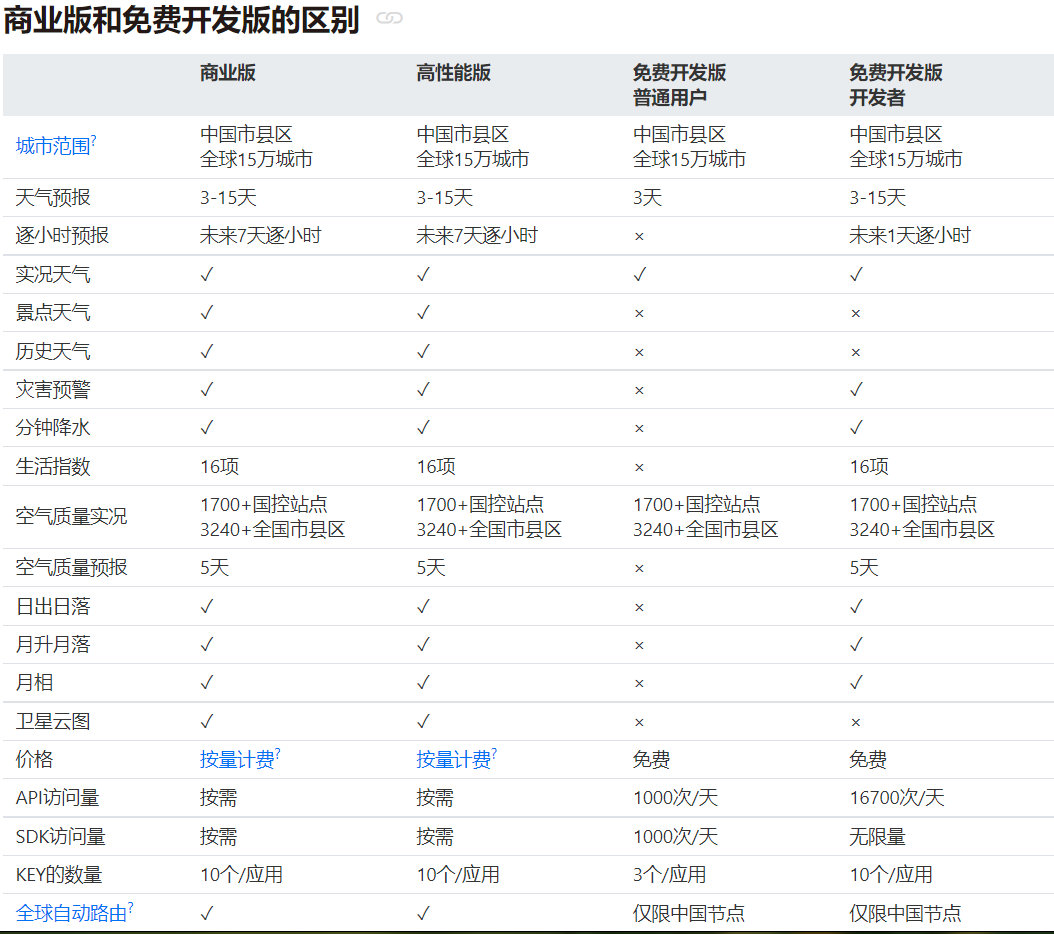 商业版和免费开发版的区别
商业版 高性能版 免费开发版 免费开发版
普通用户 开发者
城市范围? 中国市县区 中国市县区 中国市县区 中国市县区
全球15万城市 全球15万城市 全球15万城市 全球15万城市
天气预报 3-15天 3-15天 3天 3-15天
逐小时预报 未来7天逐小时 未来7天逐小时 × 未来1天逐小时
实况天气 ✓ ✓ ✓ ✓
景点天气 ✓ ✓ × ×
历史天气 ✓ ✓ × ×
灾害预警 ✓ ✓ × ✓
分钟降水 ✓ ✓ × ✓
生活指数 16项 16项 × 16项
空气质量实况 1700+国控站点 1700+国控站点 1700+国控站点 1700+国控站点
3240+全国市县区 3240+全国市县区 3240+全国市县区 3240+全国市县区
空气质量预报 5天 5天 × 5天
日出日落 ✓ ✓ × ✓
月升月落 ✓ ✓ × ✓
月相 ✓ ✓ × ✓
卫星云图 ✓ ✓ × ×
价格 按量计费? 按量计费? 免费 免费
API访问量 按需 按需 1000次/天 16700次/天
SDK访问量 按需 按需 1000次/天 无限量
KEY的数量 10个/应用 10个/应用 3个/应用 10个/应用
全球自动路由? ✓ ✓ 仅限中国节点 仅限中国节点